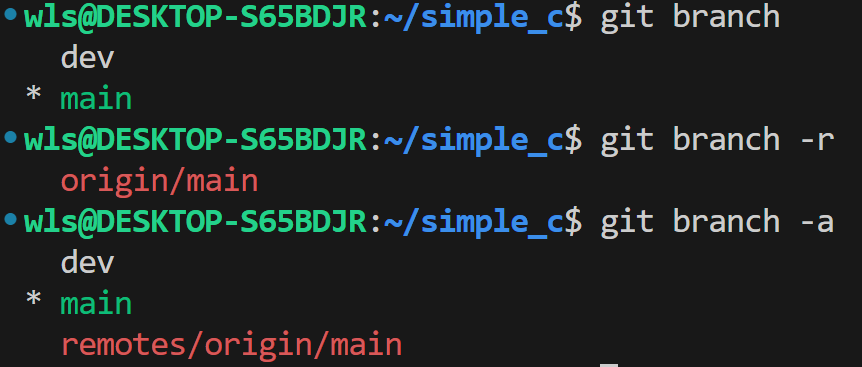 wls@DESKTOP-S65BDJR:~/simple_c$ git branch
  dev
* main
wls@DESKTOP-S65BDJR:~/simple_c$ git branch -r
  origin/main
wls@DESKTOP-S65BDJR:~/simple_c$ git branch -a
  dev
* main
  remotes/origin/main